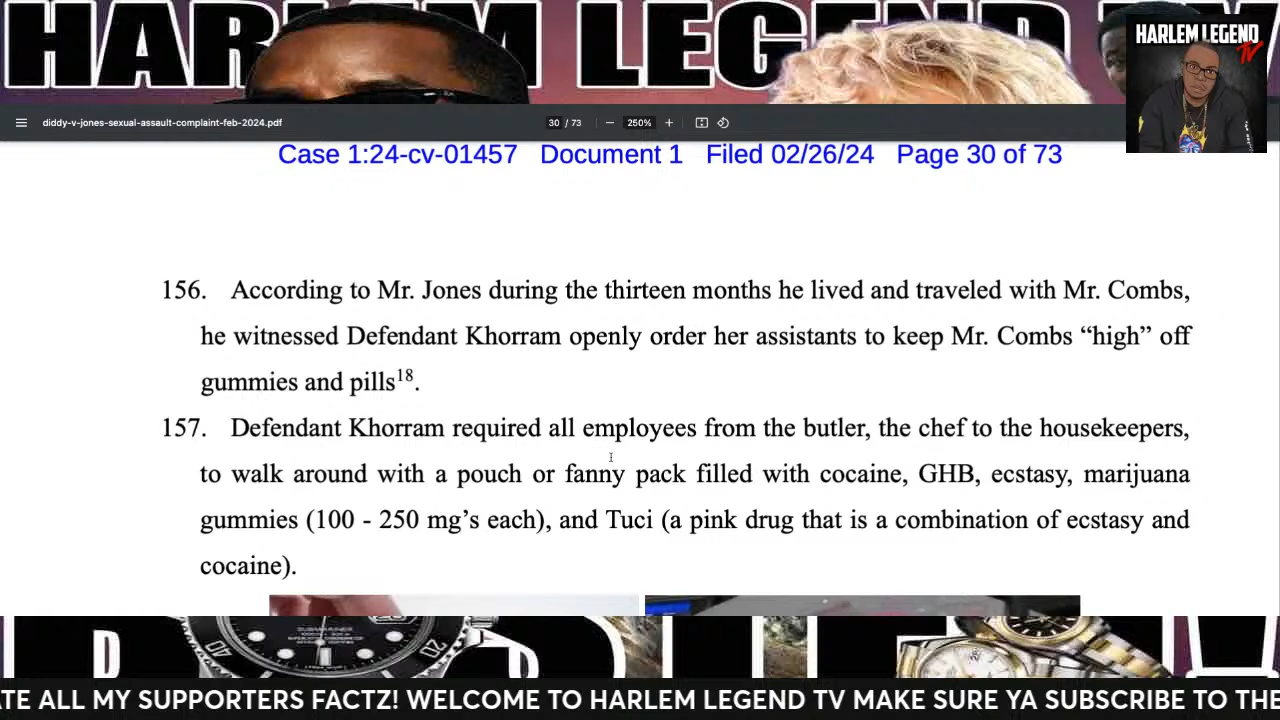 HARLEM LEGEND TV
HARLEM LEGEND
TV
diddy-v-jones-sexual-assault-complaint-feb-2024.pdf
30 / 73
250%
Case 1:24-cv-01457 Document 1 Filed 02/26/24 Page 30 of 73
156. According to Mr. Jones during the thirteen months he lived and traveled with Mr. Combs,
he witnessed Defendant Khorram openly order her assistants to keep Mr. Combs “high” off
gummies and pills18.
157. Defendant Khorram required all employees from the butler, the chef to the housekeepers,
to walk around with a pouch or fanny pack filled with cocaine, GHB, ecstasy, marijuana
gummies (100 - 250 mg’s each), and Tuci (a pink drug that is a combination of ecstasy and
cocaine).
SUBMARINER
40
20
ATE ALL MY SUPPORTERS FACTZ! WELCOME TO HARLEM LEGEND TV MAKE SURE YA SUBSCRIBE TO THE